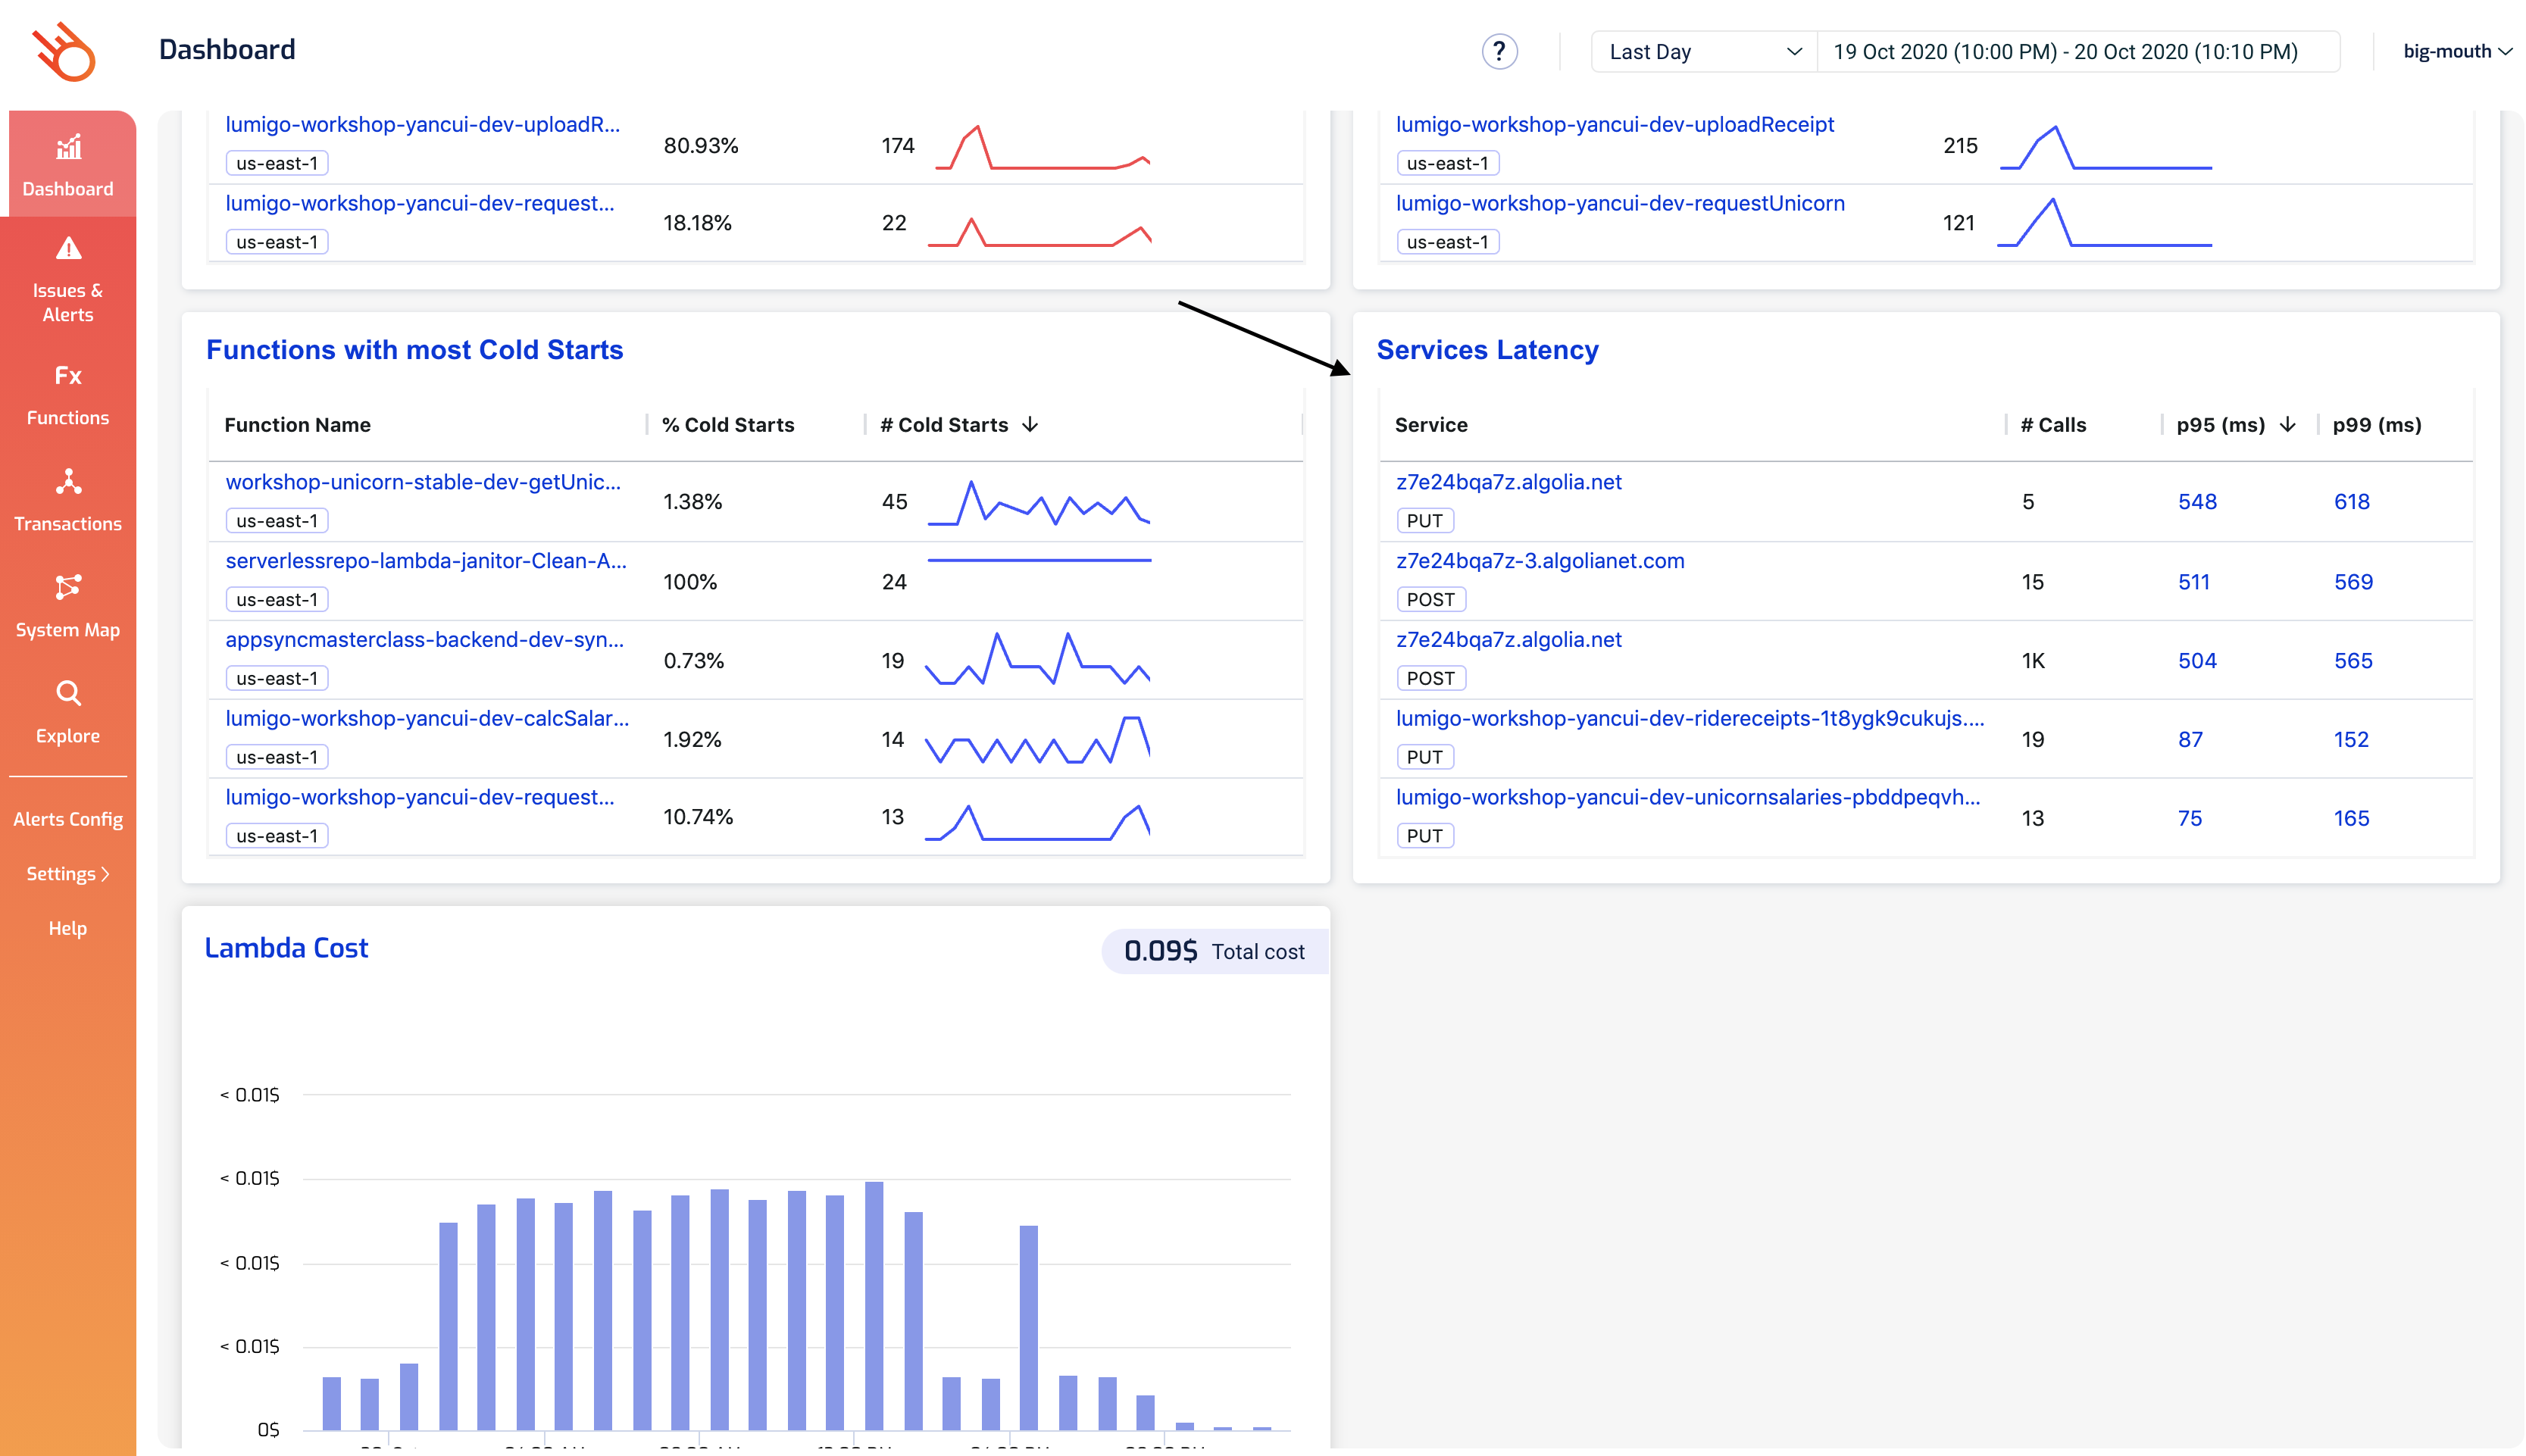 Dashboard
?
Last Day
19 Oct 2020 (10:00 PM) - 20 Oct 2020 (10:10 PM)
big-mouth
Dashboard
Issues &
Alerts
Fx
Functions
Transactions
System Map
Explore
Alerts Config
Settings
Help
lumigo-workshop-yancui-dev-uploadR... 80.93% 174
us-east-1
lumigo-workshop-yancui-dev-request... 18.18% 22
us-east-1
lumigo-workshop-yancui-dev-uploadReceipt 215
us-east-1
lumigo-workshop-yancui-dev-requestUnicorn 121
us-east-1
Functions with most Cold Starts
Function Name % Cold Starts # Cold Starts
workshop-unicorn-stable-dev-getUnic... 1.38% 45
us-east-1
serverlessrepo-lambda-janitor-Clean-A... 100% 24
us-east-1
appsyncmasterclass-backend-dev-syn... 0.73% 19
us-east-1
lumigo-workshop-yancui-dev-calcSalar... 1.92% 14
us-east-1
lumigo-workshop-yancui-dev-request... 10.74% 13
us-east-1
Services Latency
Service # Calls p95 (ms) p99 (ms)
z7e24bqa7z.algolia.net 5 548 618
PUT
z7e24bqa7z-3.algolianet.com 15 511 569
POST
z7e24bqa7z.algolia.net 1K 504 565
POST
lumigo-workshop-yancui-dev-ridereceipts-1t8ygk9cukujs.... 19 87 152
PUT
lumigo-workshop-yancui-dev-unicornsalaries-pbddpeqvh... 13 75 165
PUT
Lambda Cost
0.09$ Total cost
< 0.01$
< 0.01$
< 0.01$
< 0.01$
0$